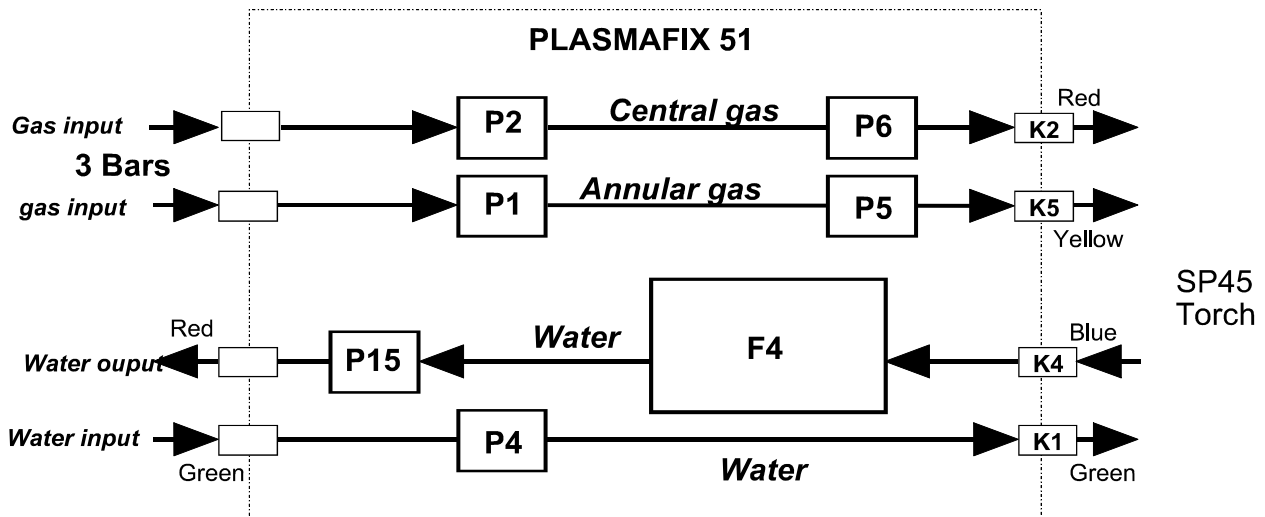 PLASMAFIX 51
Gas input
P2
Central gas
P6
K2
Red
3 Bars
gas input
P1
Annular gas
P5
K5
Yellow
SP45
Torch
Red
Water ouput
P15
Water
F4
K4
Blue
Water input
Green
P4
Water
K1
Green